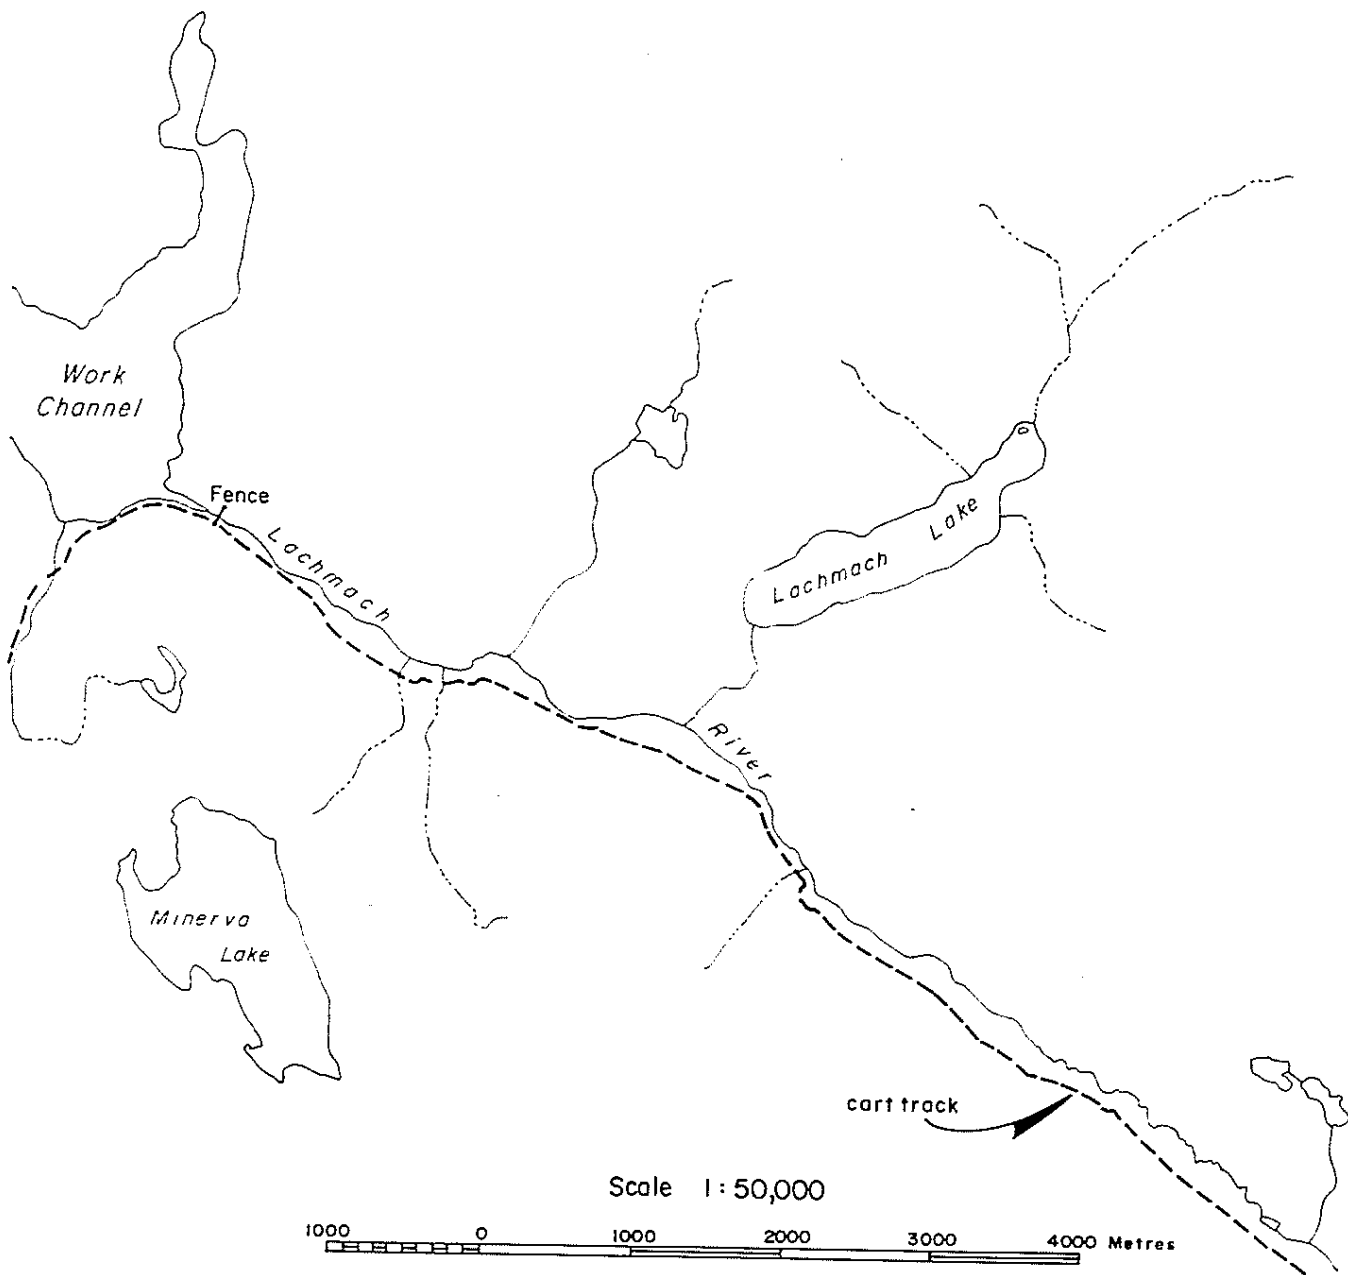 Work
Channel
Fence
Lachmach
Lake
Lachmach
River
Minerva
Lake
cart track
Scale 1:50,000
1000 0 1000 2000 3000 4000 Metres